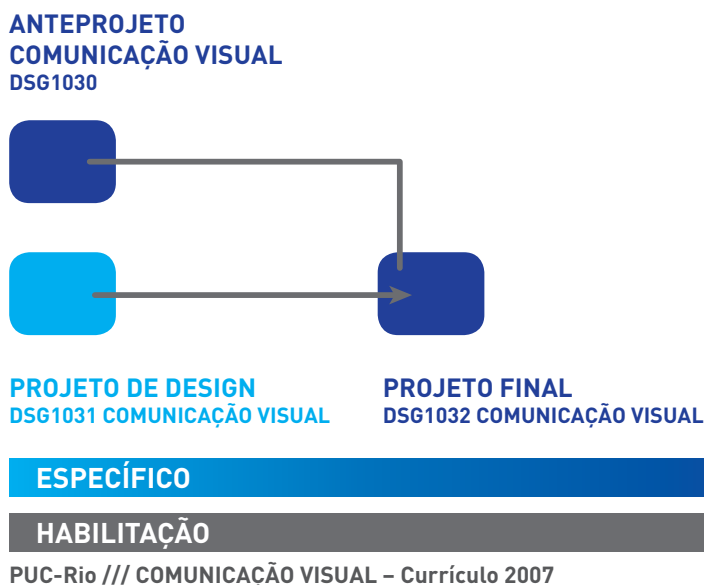 ANTEPROJETO
COMUNICAÇÃO VISUAL
DSG1030
PROJETO DE DESIGN
DSG1031 COMUNICAÇÃO VISUAL
PROJETO FINAL
DSG1032 COMUNICAÇÃO VISUAL
ESPECÍFICO
HABILITAÇÃO
PUC-Rio /// COMUNICAÇÃO VISUAL – Currículo 2007